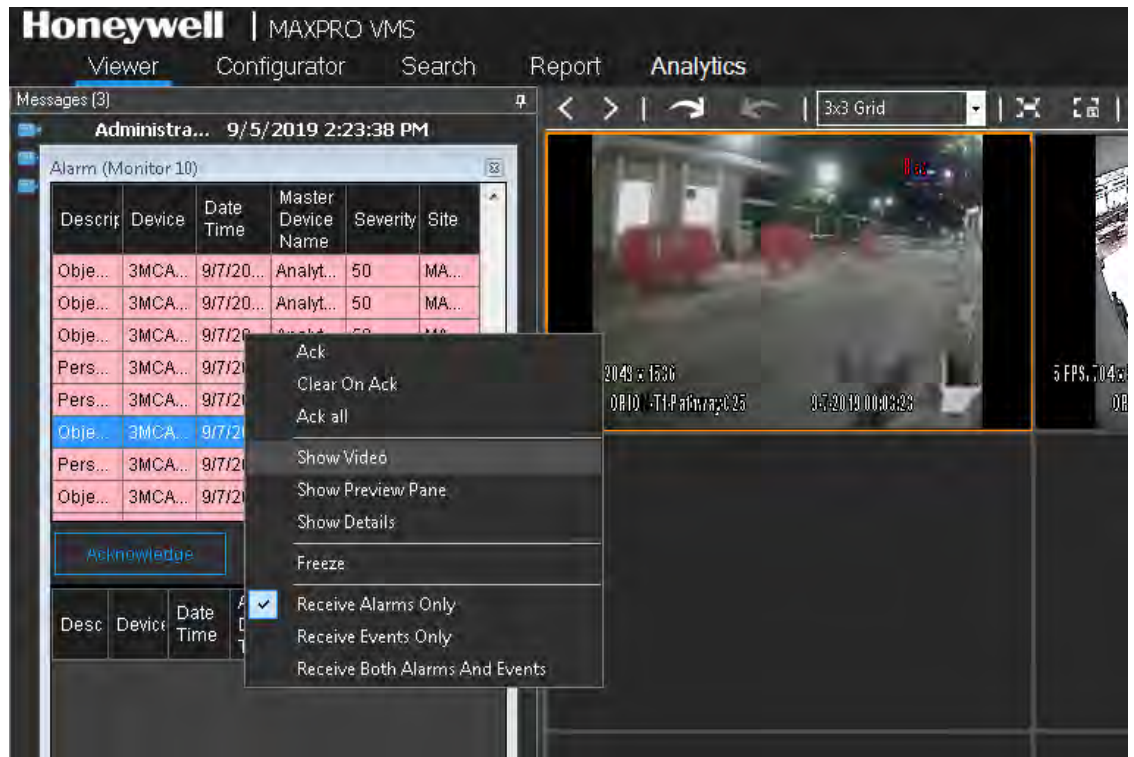 Honeywell | MAXPRO VMS
Viewer Configurator Search Report Analytics
Messages (3)
Administra... 9/5/2019 2:23:38 PM
3x3 Grid
Alarm (Monitor 10)
Descrip Device Date Time Master Device Name Severity Site
Obje... 3MCA... 9/7/20... Analyt... 50 MA...
Obje... 3MCA... 9/7/20... Analyt... 50 MA...
Obje... 3MCA... 9/7/20... Analyt... 50 MA...
Pers... 3MCA... 9/7/2
Pers... 3MCA... 9/7/2
Obje... 3MCA... 9/7/2
Pers... 3MCA... 9/7/2
Obje... 3MCA... 9/7/2
Acknowledge
Desc Device Date Time
Ack
Clear On Ack
Ack all
Show Video
Show Preview Pane
Show Details
Freeze
Receive Alarms Only
Receive Events Only
Receive Both Alarms And Events
2048 x 1536
9-7-2019 00:03:23
5 FPS, 704 x